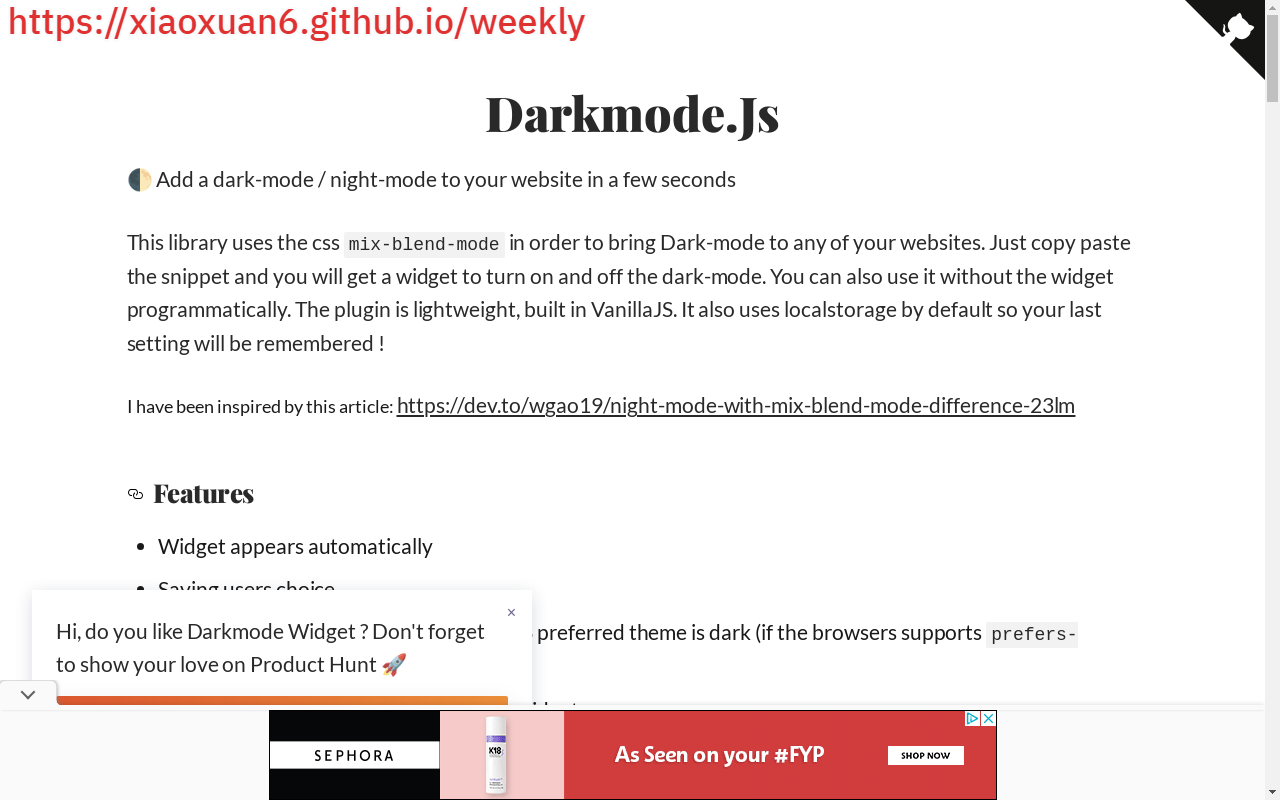 https://xiaoxuan6.github.io/weekly
Darkmode.Js
🌓 Add a dark-mode / night-mode to your website in a few seconds
This library uses the css mix-blend-mode in order to bring Dark-mode to any of your websites. Just copy paste
the snippet and you will get a widget to turn on and off the dark-mode. You can also use it without the widget
programmatically. The plugin is lightweight, built in VanillaJS. It also uses localstorage by default so your last
setting will be remembered !
I have been inspired by this article: https://dev.to/wgao19/night-mode-with-mix-blend-mode-difference-23lm
Features
Widget appears automatically
Saving users choice
preferred theme is dark (if the browsers supports prefers-
Hi, do you like Darkmode Widget ? Don't forget
to show your love on Product Hunt 🚀
SEPHORA
K18
As Seen on your #FYP
SHOP NOW